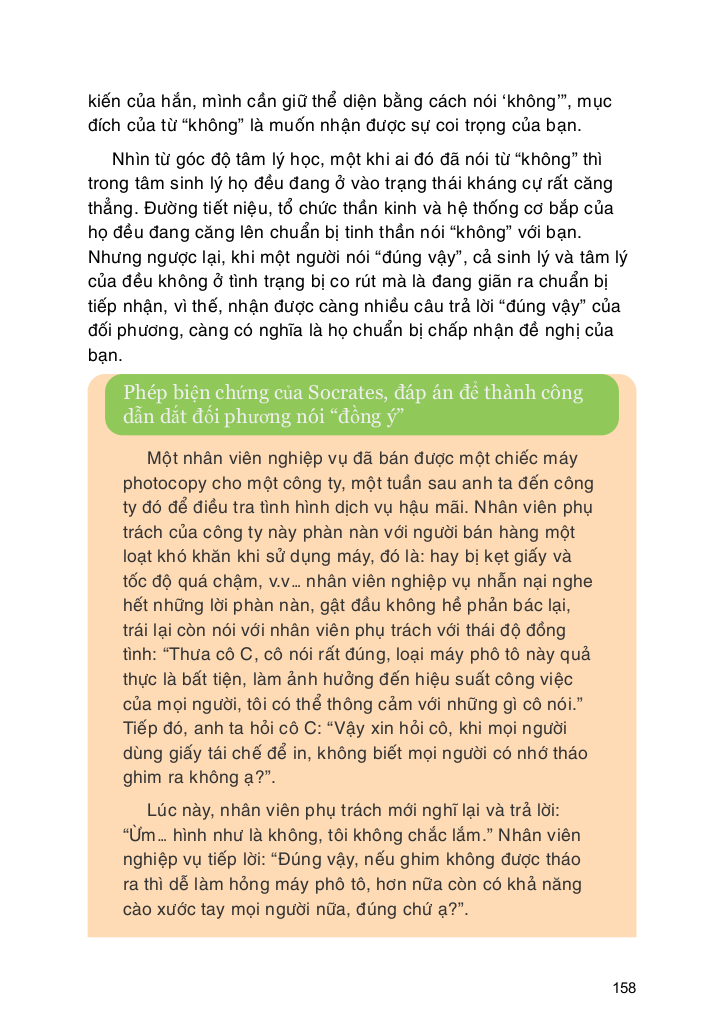 kiến của hắn, mình cần giữ thể diện bằng cách nói ‘không’”, mục
đích của từ “không” là muốn nhận được sự coi trọng của bạn.
Nhìn từ góc độ tâm lý học, một khi ai đó đã nói từ “không” thì
trong tâm sinh lý họ đều đang ở vào trạng thái kháng cự rất căng
thẳng. Đường tiết niệu, tổ chức thần kinh và hệ thống cơ bắp của
họ đều đang căng lên chuẩn bị tinh thần nói “không” với bạn.
Nhưng ngược lại, khi một người nói “đúng vậy”, cả sinh lý và tâm lý
của đều không ở tình trạng bị co rút mà là đang giãn ra chuẩn bị
tiếp nhận, vì thế, nhận được càng nhiều câu trả lời “đúng vậy” của
đối phương, càng có nghĩa là họ chuẩn bị chấp nhận đề nghị của
bạn.
Phép biện chứng của Socrates, đáp án để thành công
dẫn dắt đối phương nói “đồng ý”
Một nhân viên nghiệp vụ đã bán được một chiếc máy
photocopy cho một công ty, một tuần sau anh ta đến công
ty đó để điều tra tình hình dịch vụ hậu mãi. Nhân viên phụ
trách của công ty này phàn nàn với người bán hàng một
loạt khó khăn khi sử dụng máy, đó là: hay bị kẹt giấy và
tốc độ quá chậm, v.v… nhân viên nghiệp vụ nhẫn nại nghe
hết những lời phàn nàn, gật đầu không hề phản bác lại,
trái lại còn nói với nhân viên phụ trách với thái độ đồng
tình: “Thưa cô C, cô nói rất đúng, loại máy phô tô này quả
thực là bất tiện, làm ảnh hưởng đến hiệu suất công việc
của mọi người, tôi có thể thông cảm với những gì cô nói.”
Tiếp đó, anh ta hỏi cô C: “Vậy xin hỏi cô, khi mọi người
dùng giấy tái chế để in, không biết mọi người có nhớ tháo
ghim ra không ạ?”.
Lúc này, nhân viên phụ trách mới nghĩ lại và trả lời:
“Ừm… hình như là không, tôi không chắc lắm.” Nhân viên
nghiệp vụ tiếp lời: “Đúng vậy, nếu ghim không được tháo
ra thì dễ làm hỏng máy phô tô, hơn nữa còn có khả năng
cào xước tay mọi người nữa, đúng chứ ạ?”.
158